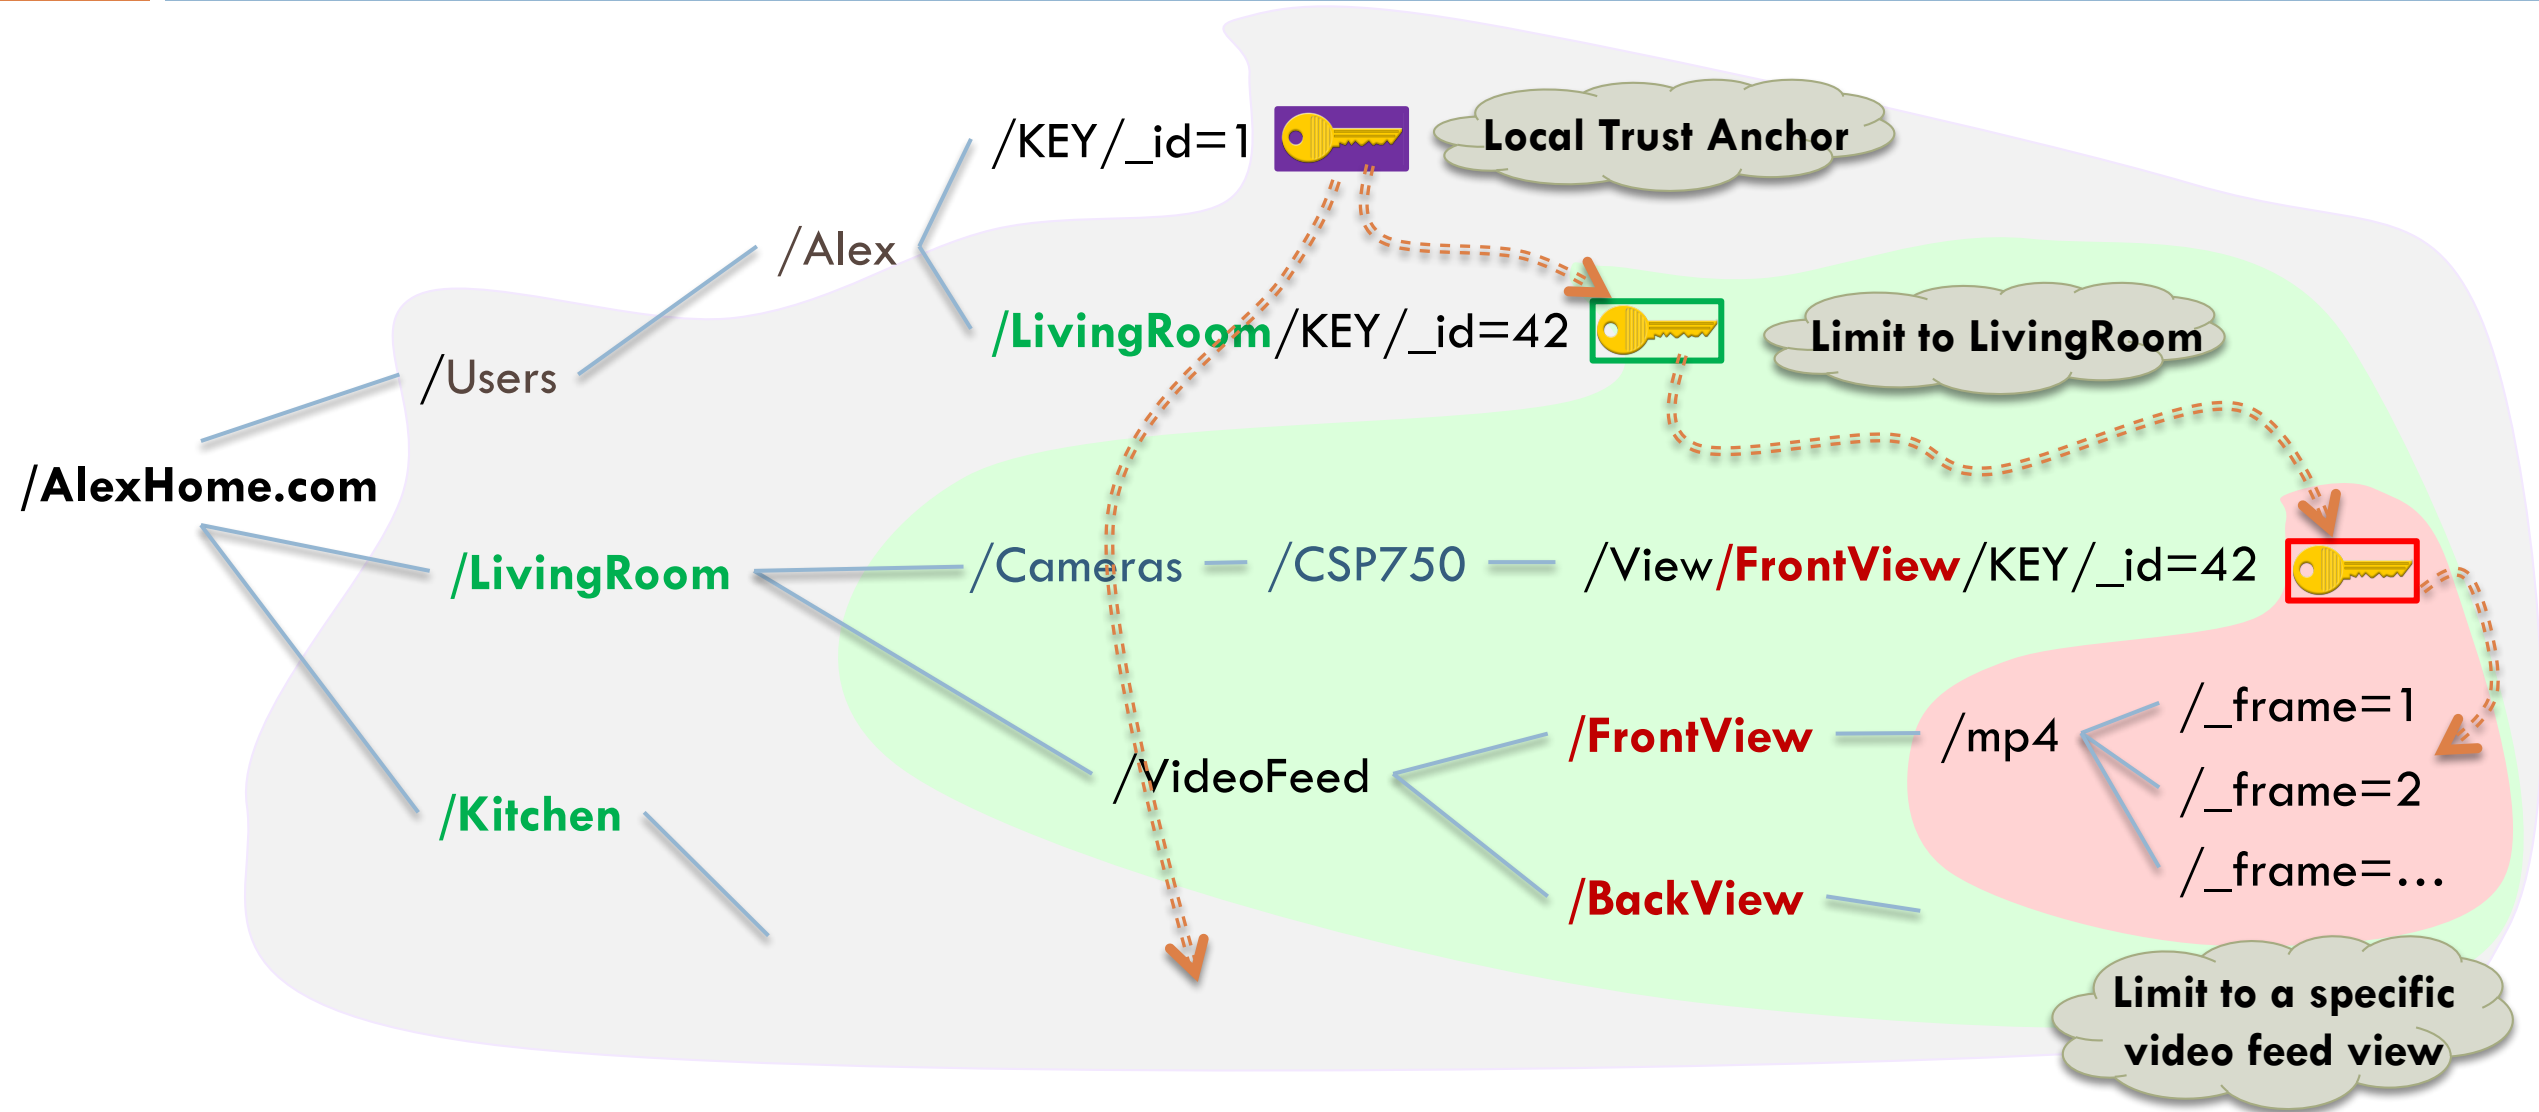 /KEY/_id=1
Local Trust Anchor
/Alex
/LivingRoom/KEY/_id=42
Limit to LivingRoom
/Users
/AlexHome.com
/LivingRoom
/Cameras
/CSP750
/View/FrontView/KEY/_id=42
/_frame=1
/FrontView
/mp4
/VideoFeed
/_frame=2
/Kitchen
/_frame=...
/BackView
Limit to a specific
video feed view